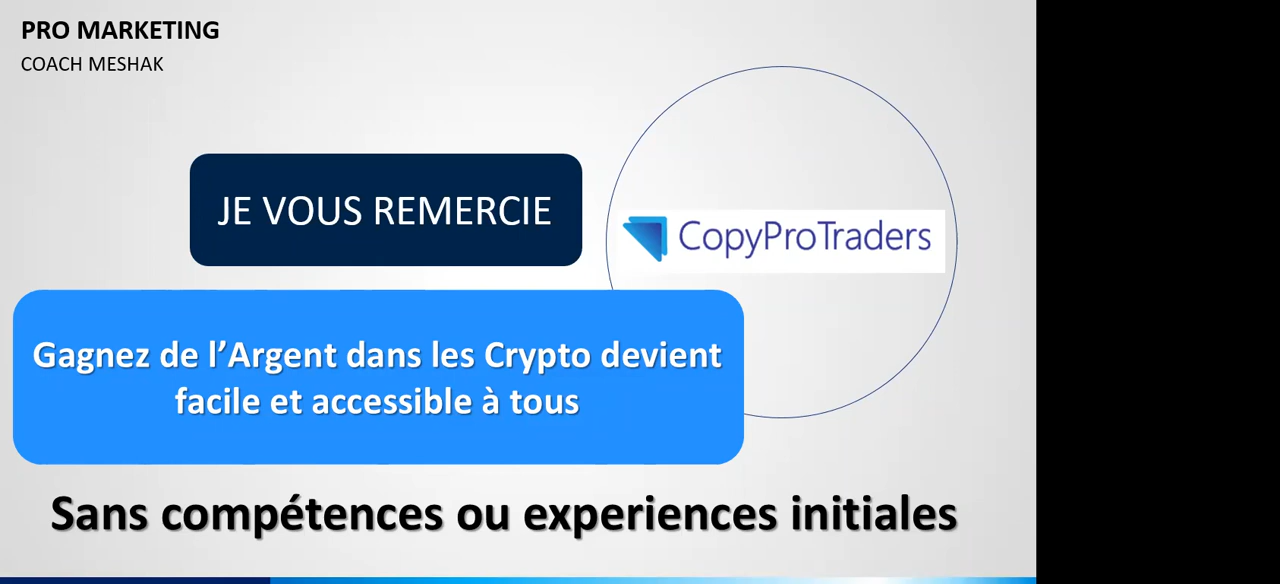 PRO MARKETING
COACH MESHAK
JE VOUS REMERCIE
CopyProTraders
Gagnez de l’Argent dans les Crypto devient
facile et accessible à tous
Sans compétences ou experiences initiales